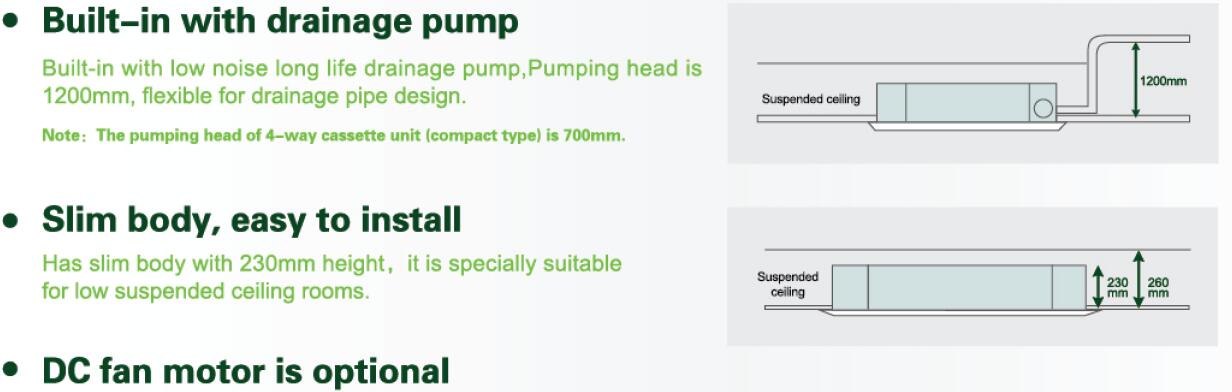 • Built-in with drainage pump
Built-in with low noise long life drainage pump,Pumping head is
1200mm, flexible for drainage pipe design.
Note: The pumping head of 4-way cassette unit (compact type) is 700mm.
Suspended ceiling
1200mm
• Slim body, easy to install
Has slim body with 230mm height, it is specially suitable
for low suspended ceiling rooms.
Suspended
ceiling
230
mm
260
mm
• DC fan motor is optional